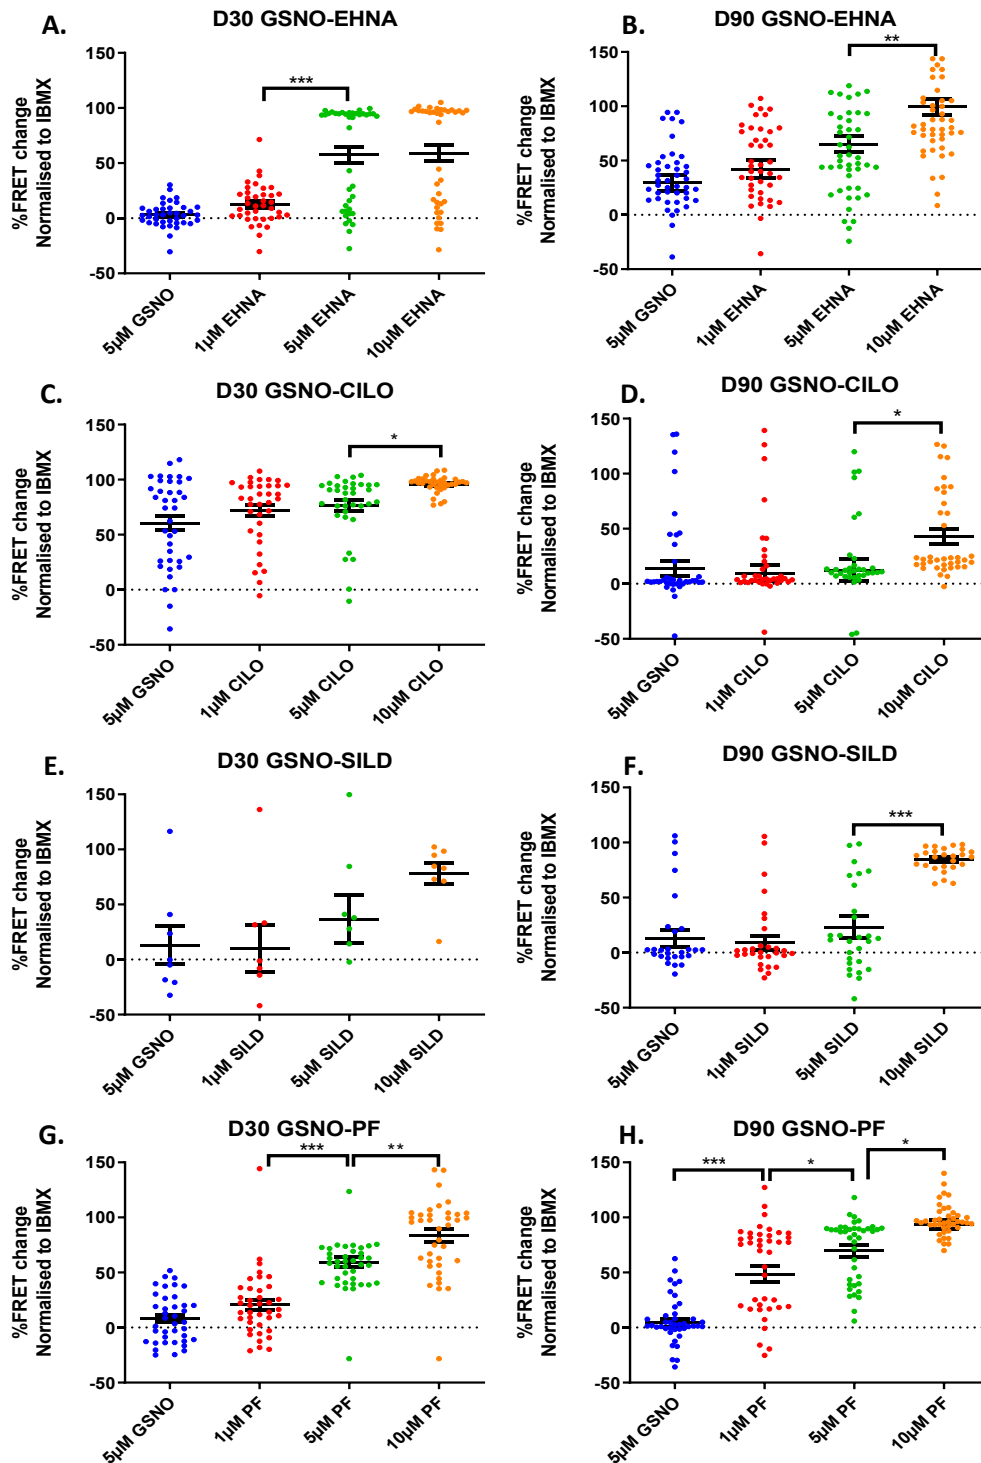 A.
D30 GSNO-EHNA
%FRET change
Normalised to IBMX
150
100
50
0
-50
***
5µM GSNO
1µM EHNA
5µM EHNA
10µM EHNA
B.
D90 GSNO-EHNA
%FRET change
Normalised to IBMX
150
100
50
0
-50
**
5µM GSNO
1µM EHNA
5µM EHNA
10µM EHNA
C.
D30 GSNO-CILO
%FRET change
Normalised to IBMX
150
100
50
0
-50
*
5µM GSNO
1µM CILO
5µM CILO
10µM CILO
D.
D90 GSNO-CILO
%FRET change
Normalised to IBMX
150
100
50
0
-50
*
5µM GSNO
1µM CILO
5µM CILO
10µM CILO
E.
D30 GSNO-SILD
%FRET change
Normalised to IBMX
150
100
50
0
-50
5µM GSNO
1µM SILD
5µM SILD
10µM SILD
F.
D90 GSNO-SILD
%FRET change
Normalised to IBMX
150
100
50
0
-50
***
5µM GSNO
1µM SILD
5µM SILD
10µM SILD
G.
D30 GSNO-PF
%FRET change
Normalised to IBMX
150
100
50
0
-50
***
**
5µM GSNO
1µM PF
5µM PF
10µM PF
H.
D90 GSNO-PF
%FRET change
Normalised to IBMX
150
100
50
0
-50
***
*
*
5µM GSNO
1µM PF
5µM PF
10µM PF